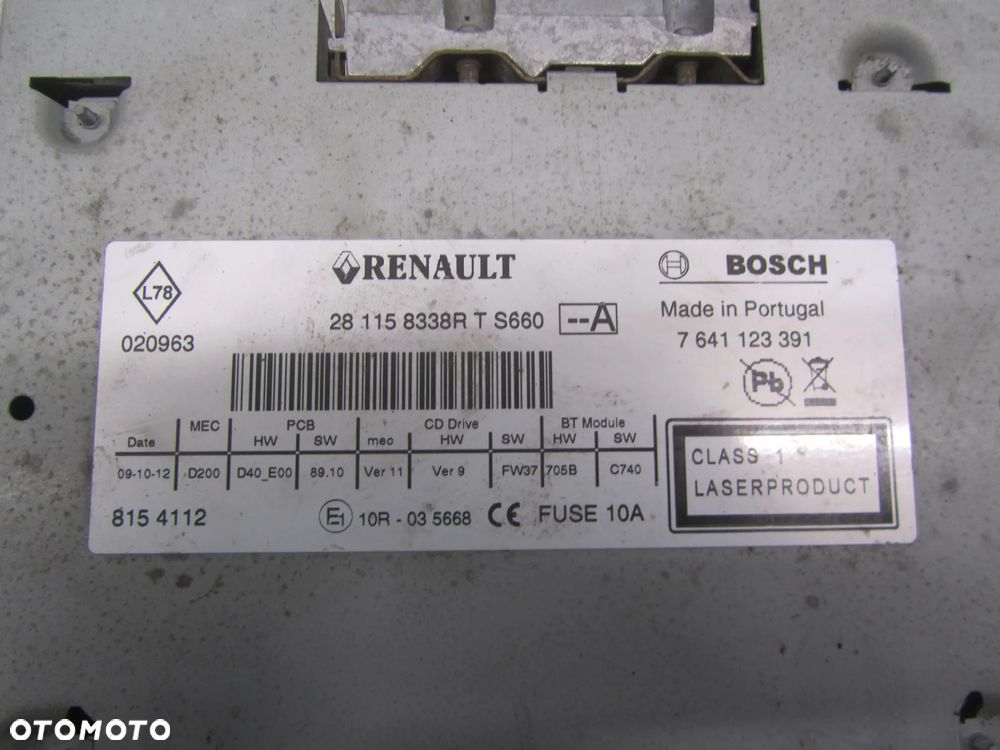 RENAULT
BOSCH
L78
020963
28 115 8338R T S660 --A
Made in Portugal
7 641 123 391
Pb
MEC PCB CD Drive BT Module
Date HW SW mec HW SW HW SW
09-10-12 D200 D40_E00 89.10 Ver 11 Ver 9 FW37 705B C740
CLASS 1
LASERPRODUCT
815 4112 E1 10R - 03 5668 CE FUSE 10A
OTOMOTO
OTOMOTO